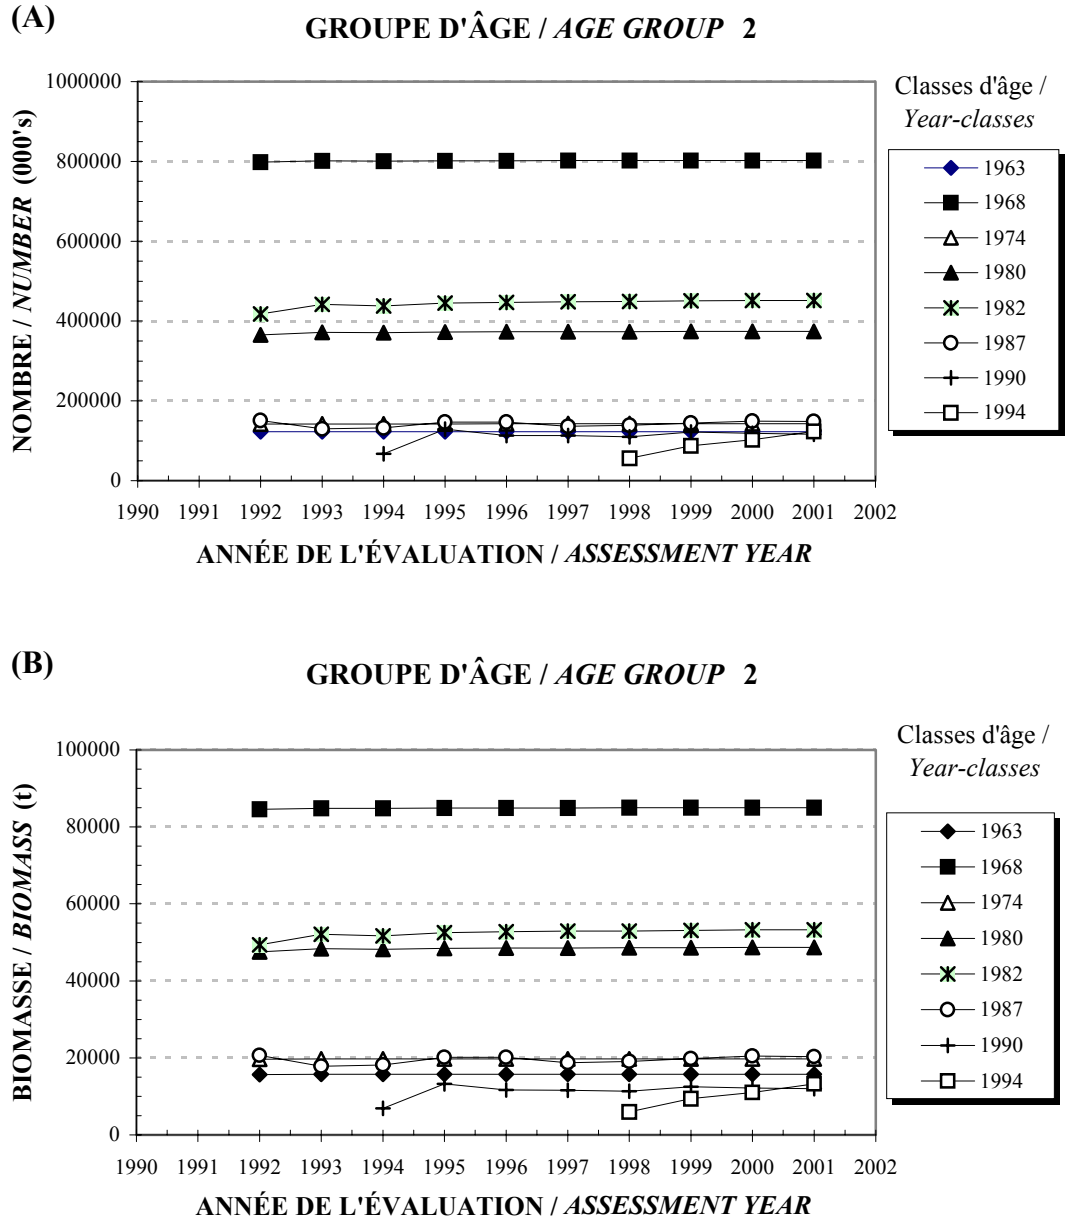 (A)
GROUPE D'ÂGE / AGE GROUP 2
Classes d'âge /
Year-classes
1000000
800000
600000
400000
200000
0
NOMBRE / NUMBER (000's)
1963
1968
1974
1980
1982
1987
1990
1994
1990 1991 1992 1993 1994 1995 1996 1997 1998 1999 2000 2001 2002
ANNÉE DE L'ÉVALUATION / ASSESSMENT YEAR
(B)
GROUPE D'ÂGE / AGE GROUP 2
Classes d'âge /
Year-classes
100000
80000
60000
40000
20000
0
BIOMASSE / BIOMASS (t)
1963
1968
1974
1980
1982
1987
1990
1994
1990 1991 1992 1993 1994 1995 1996 1997 1998 1999 2000 2001 2002
ANNÉE DE L'ÉVALUATION / ASSESSMENT YEAR